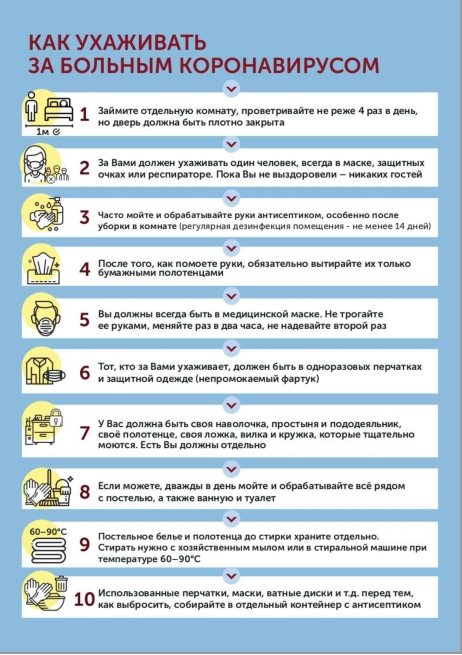 КАК УХАЖИВАТЬ
ЗА БОЛЬНЫМ КОРОНАВИРУСОМ
1м
1 Займите отдельную комнату, проветривайте не реже 4 раз в день,
но дверь должна быть плотно закрыта
2 За Вами должен ухаживать один человек, всегда в маске, защитных
очках или респираторе. Пока Вы не выздоровели – никаких гостей
3 Часто мойте и обрабатывайте руки антисептиком, особенно после
уборки в комнате (регулярная дезинфекция помещения - не менее 14 дней)
4 После того, как помоете руки, обязательно вытирайте их только
бумажными полотенцами
5 Вы должны всегда быть в медицинской маске. Не трогайте
ее руками, меняйте раз в два часа, не надевайте второй раз
6 Тот, кто за Вами ухаживает, должен быть в одноразовых перчатках
и защитной одежде (непромокаемый фартук)
7 У Вас должна быть своя наволочка, простыня и пододеяльник,
своё полотенце, своя ложка, вилка и кружка, которые тщательно
моются. Есть Вы должны отдельно
8 Если можете, дважды в день мойте и обрабатывайте всё рядом
с постелью, а также ванную и туалет
60–90°C
9 Постельное белье и полотенца до стирки храните отдельно.
Стирать нужно с хозяйственным мылом или в стиральной машине при
температуре 60–90°C
10 Использованные перчатки, маски, ватные диски и т.д. перед тем,
как выбросить, собирайте в отдельный контейнер с антисептиком